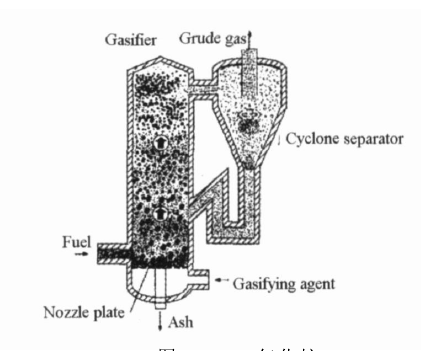 Gasifier
Grude gas
Cyclone separator
Fuel
Gasifying agent
Nozzle plate
Ash